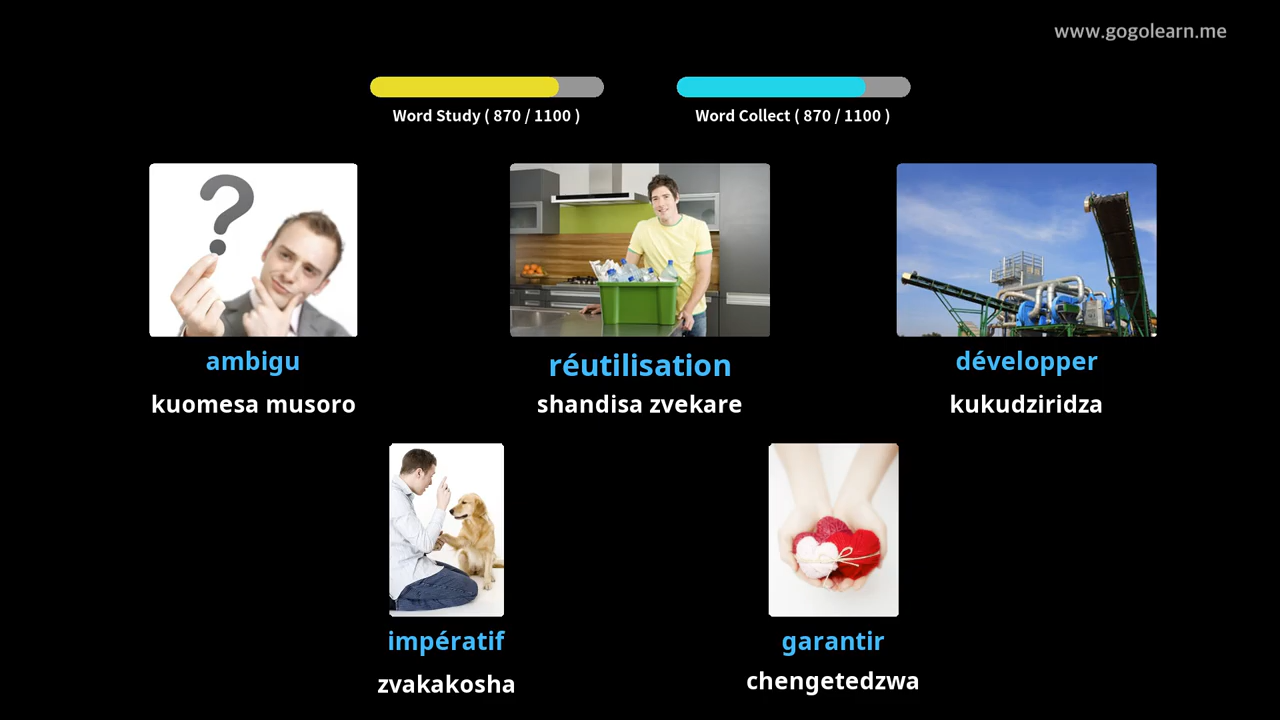 www.gogolearn.me
Word Study ( 870 / 1100 )
Word Collect ( 870 / 1100 )
?
ambigu
réutilisation
développer
kuomesa musoro
shandisa zvekare
kukudziridza
impératif
garantir
zvakakosha
chengetedzwa